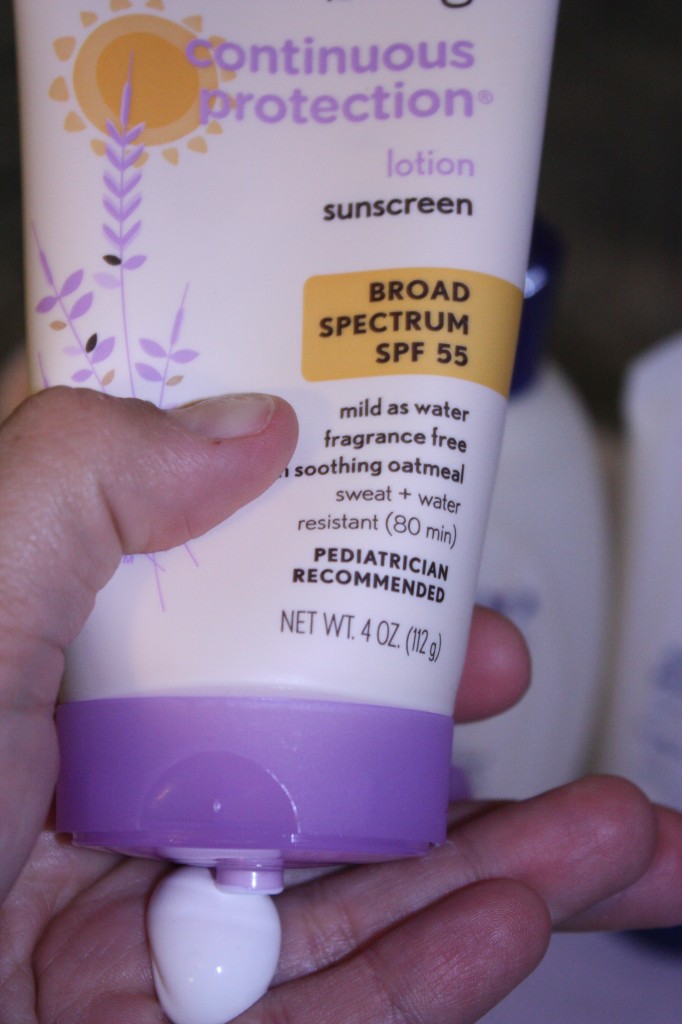 continuous
protection®
lotion
sunscreen
BROAD
SPECTRUM
SPF 55
mild as water
fragrance free
soothing oatmeal
sweat + water
resistant (80 min)
PEDIATRICIAN
RECOMMENDED
NET WT. 4 OZ. (112 g)